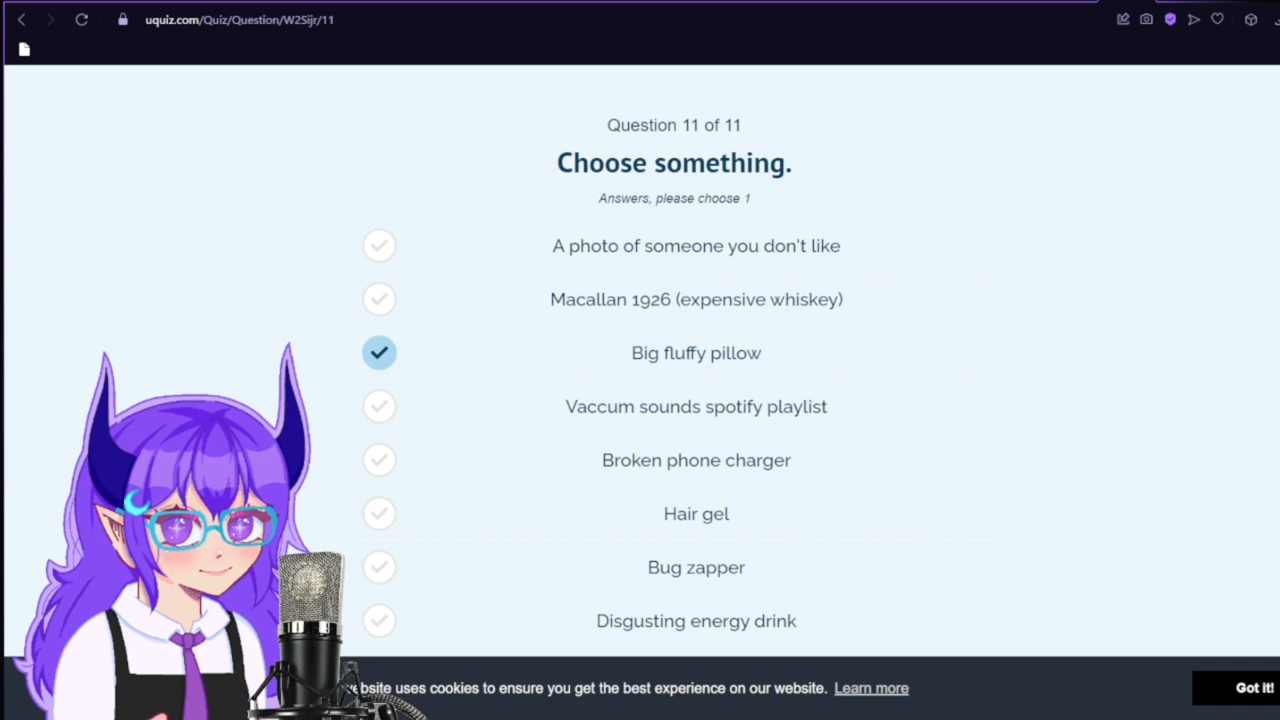 uquiz.com/Quiz/Question/W2Sijr/11
Question 11 of 11
Choose something.
Answers, please choose 1
A photo of someone you don't like
Macallan 1926 (expensive whiskey)
Big fluffy pillow
Vaccum sounds spotify playlist
Broken phone charger
Hair gel
Bug zapper
Disgusting energy drink
website uses cookies to ensure you get the best experience on our website. Learn more
Got it!